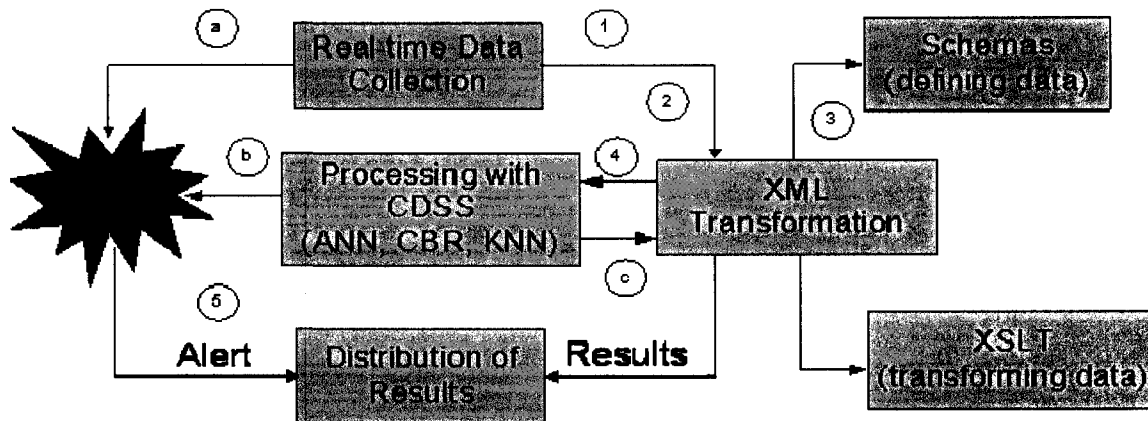 a
Real-time Data
Collection
1
Schemas
(defining data)
2
3
b
Processing with
CDSS
(ANN, CBR, KNN)
4
XML
Transformation
c
5
Alert
Distribution of
Results
Results
XSLT
(transforming data)